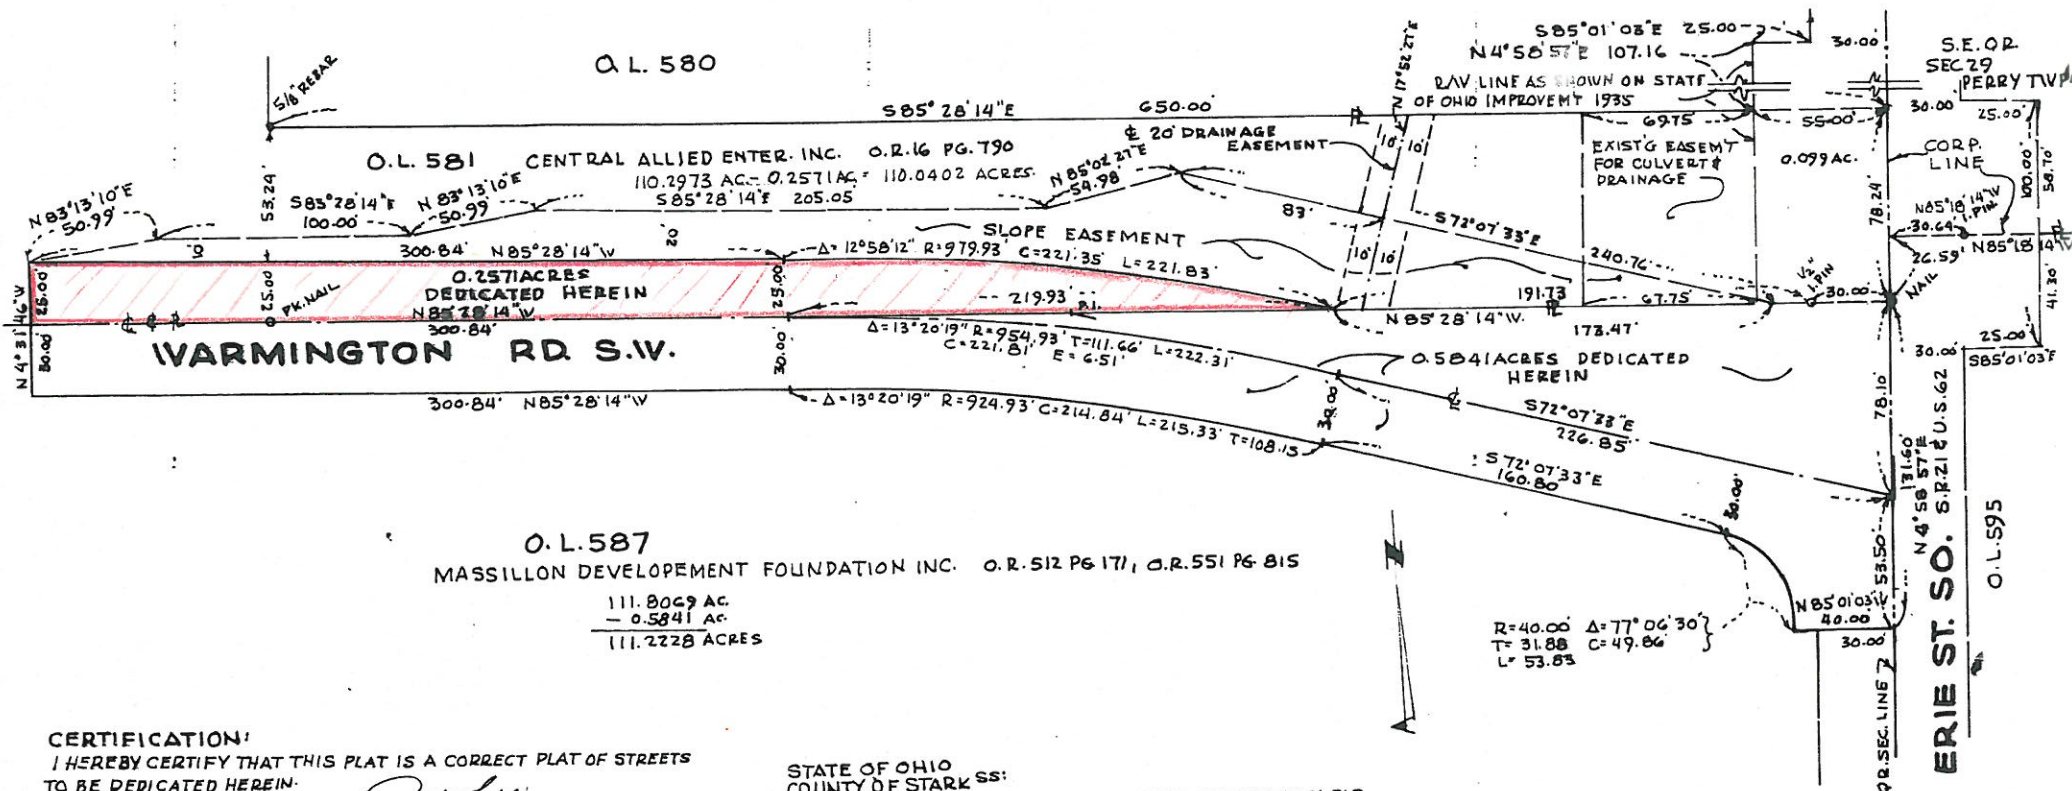 O.L. 580
5/8" REBAR
S85°28'14"E 650.00'
S85°01'03"E 25.00
N4°58'57"E 107.16
R/W LINE AS SHOWN ON STATE
OF OHIO IMPROVEMT 1935
30.00'
S.E. QR.
SEC 29
PERRY TWP.
30.00'
25.00'
O.L. 581 CENTRAL ALLIED ENTER. INC. O.R.16 PG.790
110.2973 AC - 0.2571 AC = 110.0402 ACRES.
℄ 20' DRAINAGE
EASEMENT
10' 10'
69.75
55.00'
EXIST'G EASEM'T
FOR CULVERT &
DRAINAGE
0.099 AC.
CORP.
LINE
100.00'
58.70'
53.24'
N83°13'10"E
50.99'
S85°28'14"E
100.00'
N83°13'10"E
50.99'
S85°28'14"E 205.05
N85°02'27"E
54.98'
83'
S72°07'33"E
240.76
78.24'
N85°18'14"W
30.64'
I.PIN
N85°18'14"W
26.59'
NAIL
SLOPE EASEMENT
10' 10'
20'
300.84' N85°28'14"W
Δ=12°58'12" R=979.93' C=221.35' L=221.83'
0.2571 ACRES
DEDICATED HEREIN
N85°28'14"W
300.84'
25.00'
25.00'
PK.NAIL
25.00'
219.93'
191.73
67.75'
1/2"
I.PIN
30.00'
41.30'
N85°28'14"W.
173.47'
N4°31'46"W
30.00'
WARMINGTON RD. S.W.
30.00'
Δ=13°20'19" R=954.93' T=111.66' L=222.31'
C=221.81' E=6.51'
0.5841 ACRES DEDICATED
HEREIN
30.00'
25.00'
S85°01'03"E
300.84' N85°28'14"W
Δ=13°20'19" R=924.93' C=214.84' L=215.33' T=108.15
30.00'
S72°07'33"E
226.85'
78.10'
S72°07'33"E
160.80'
30.00'
131.60'
N4°58'57"E
53.50'
ERIE ST. SO. S.R.21 & U.S.62
O.L.595
O.L.587
MASSILLON DEVELOPEMENT FOUNDATION INC. O.R.512 PG 171, O.R.551 PG 815
111.8069 AC.
- 0.5841 AC.
111.2228 ACRES
R=40.00' Δ=77°06'30"
T=31.88 C=49.86'
L=53.83
N85°01'03"W
40.00'
30.00'
QR.SEC.LINE
CERTIFICATION:
I HEREBY CERTIFY THAT THIS PLAT IS A CORRECT PLAT OF STREETS
TO BE DEDICATED HEREIN.
STATE OF OHIO
COUNTY OF STARK SS: